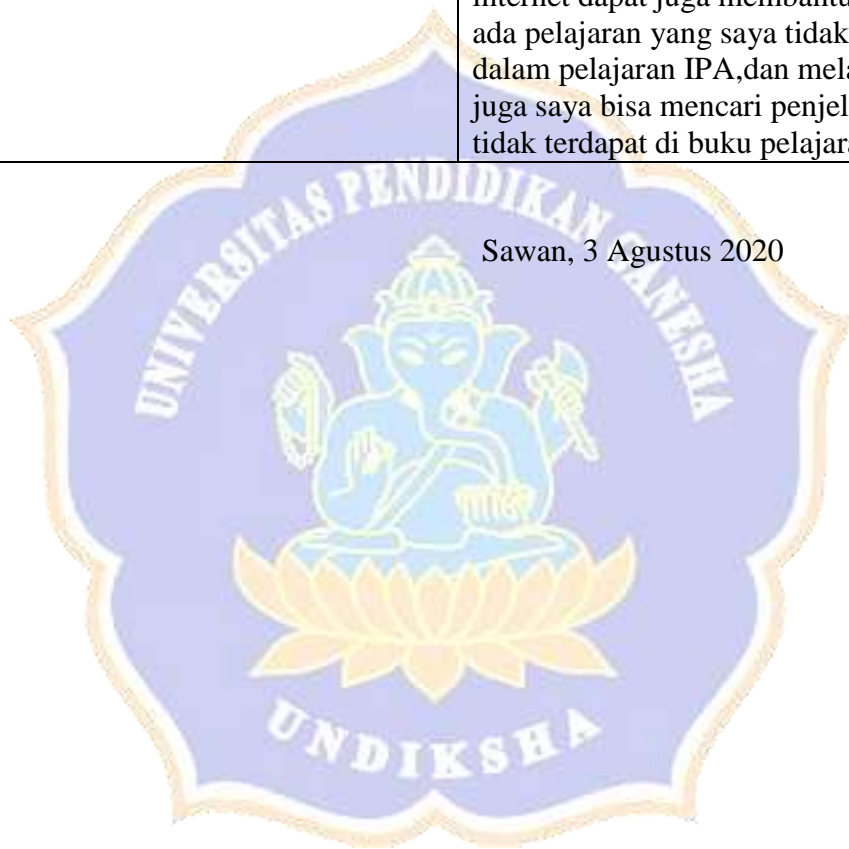 internet dapat juga membantu
ada pelajaran yang saya tidak
dalam pelajaran IPA,dan mela
juga saya bisa mencari penjel
tidak terdapat di buku pelajar
Sawan, 3 Agustus 2020
UNIVERSITAS PENDIDIKAN GANESHA
UNDIKSHA